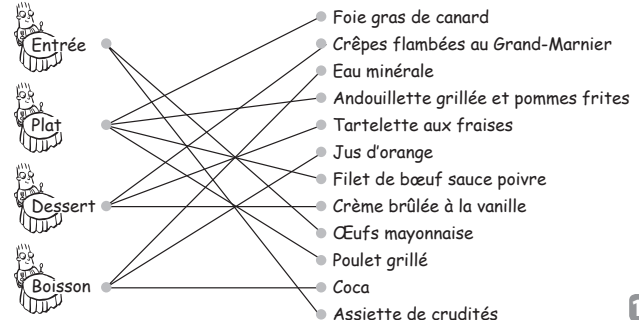 Entrée
Plat
Dessert
Boisson
Foie gras de canard
Crêpes flambées au Grand-Marnier
Eau minérale
Andouillette grillée et pommes frites
Tartelette aux fraises
Jus d'orange
Filet de bœuf sauce poivre
Crème brûlée à la vanille
Œufs mayonnaise
Poulet grillé
Coca
Assiette de crudités